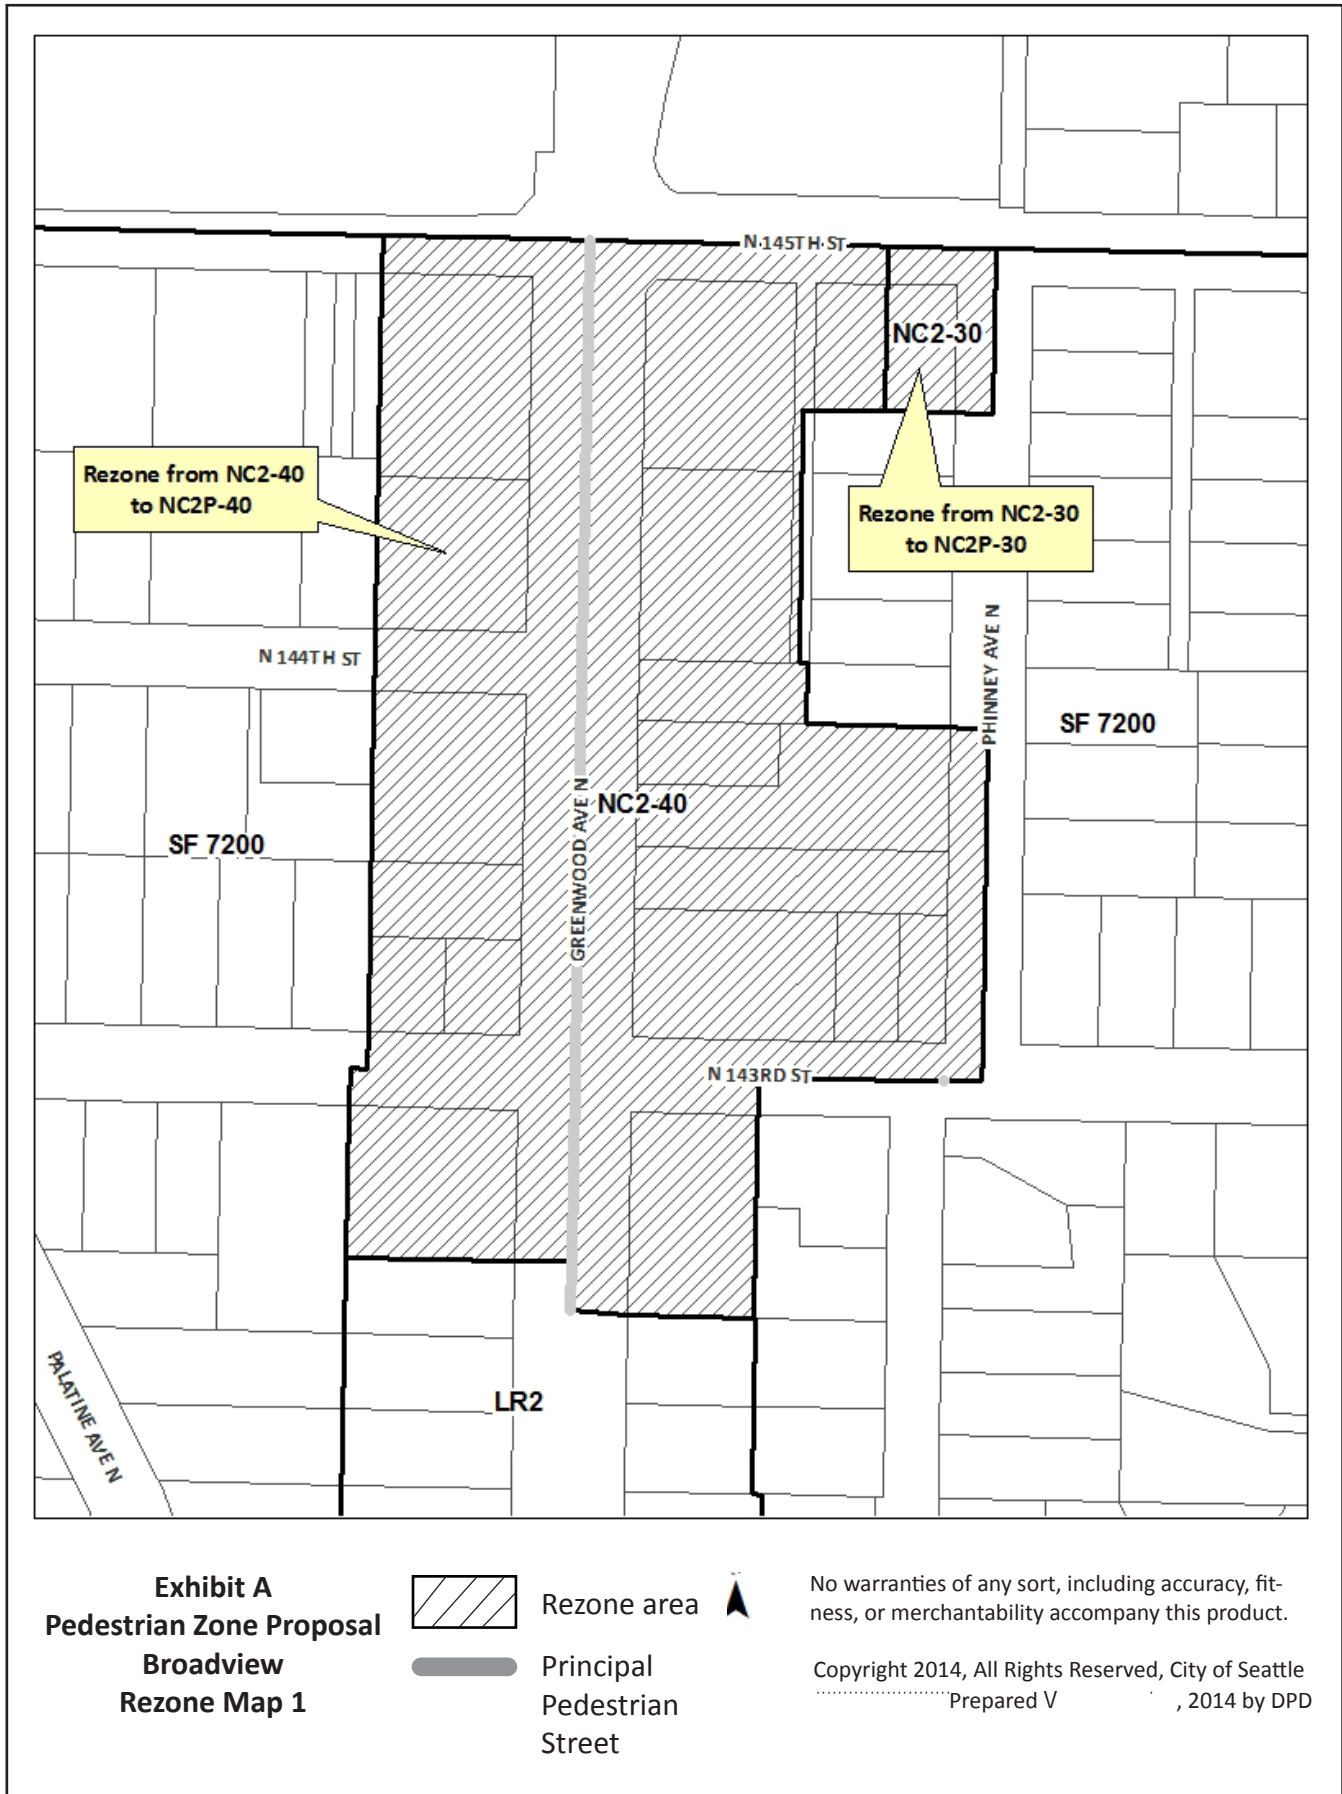 N 145TH ST
NC2-30
Rezone from NC2-40
to NC2P-40
Rezone from NC2-30
to NC2P-30
N 144TH ST
PHINNEY AVE N
SF 7200
GREENWOOD AVE N
NC2-40
SF 7200
N 143RD ST
LR2
PALATINE AVE N
Exhibit A
Pedestrian Zone Proposal
Broadview
Rezone Map 1
Rezone area
Principal
Pedestrian
Street
No warranties of any sort, including accuracy, fit-
ness, or merchantability accompany this product.
Copyright 2014, All Rights Reserved, City of Seattle
Prepared V , 2014 by DPD